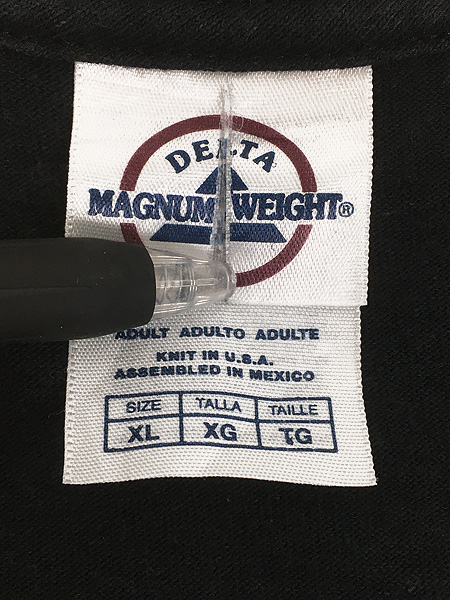 DELTA
MAGNUM WEIGHT®
ADULT ADULTO ADULTE
KNIT IN U.S.A.
ASSEMBLED IN MEXICO
SIZE TALLA TAILLE
XL XG TG